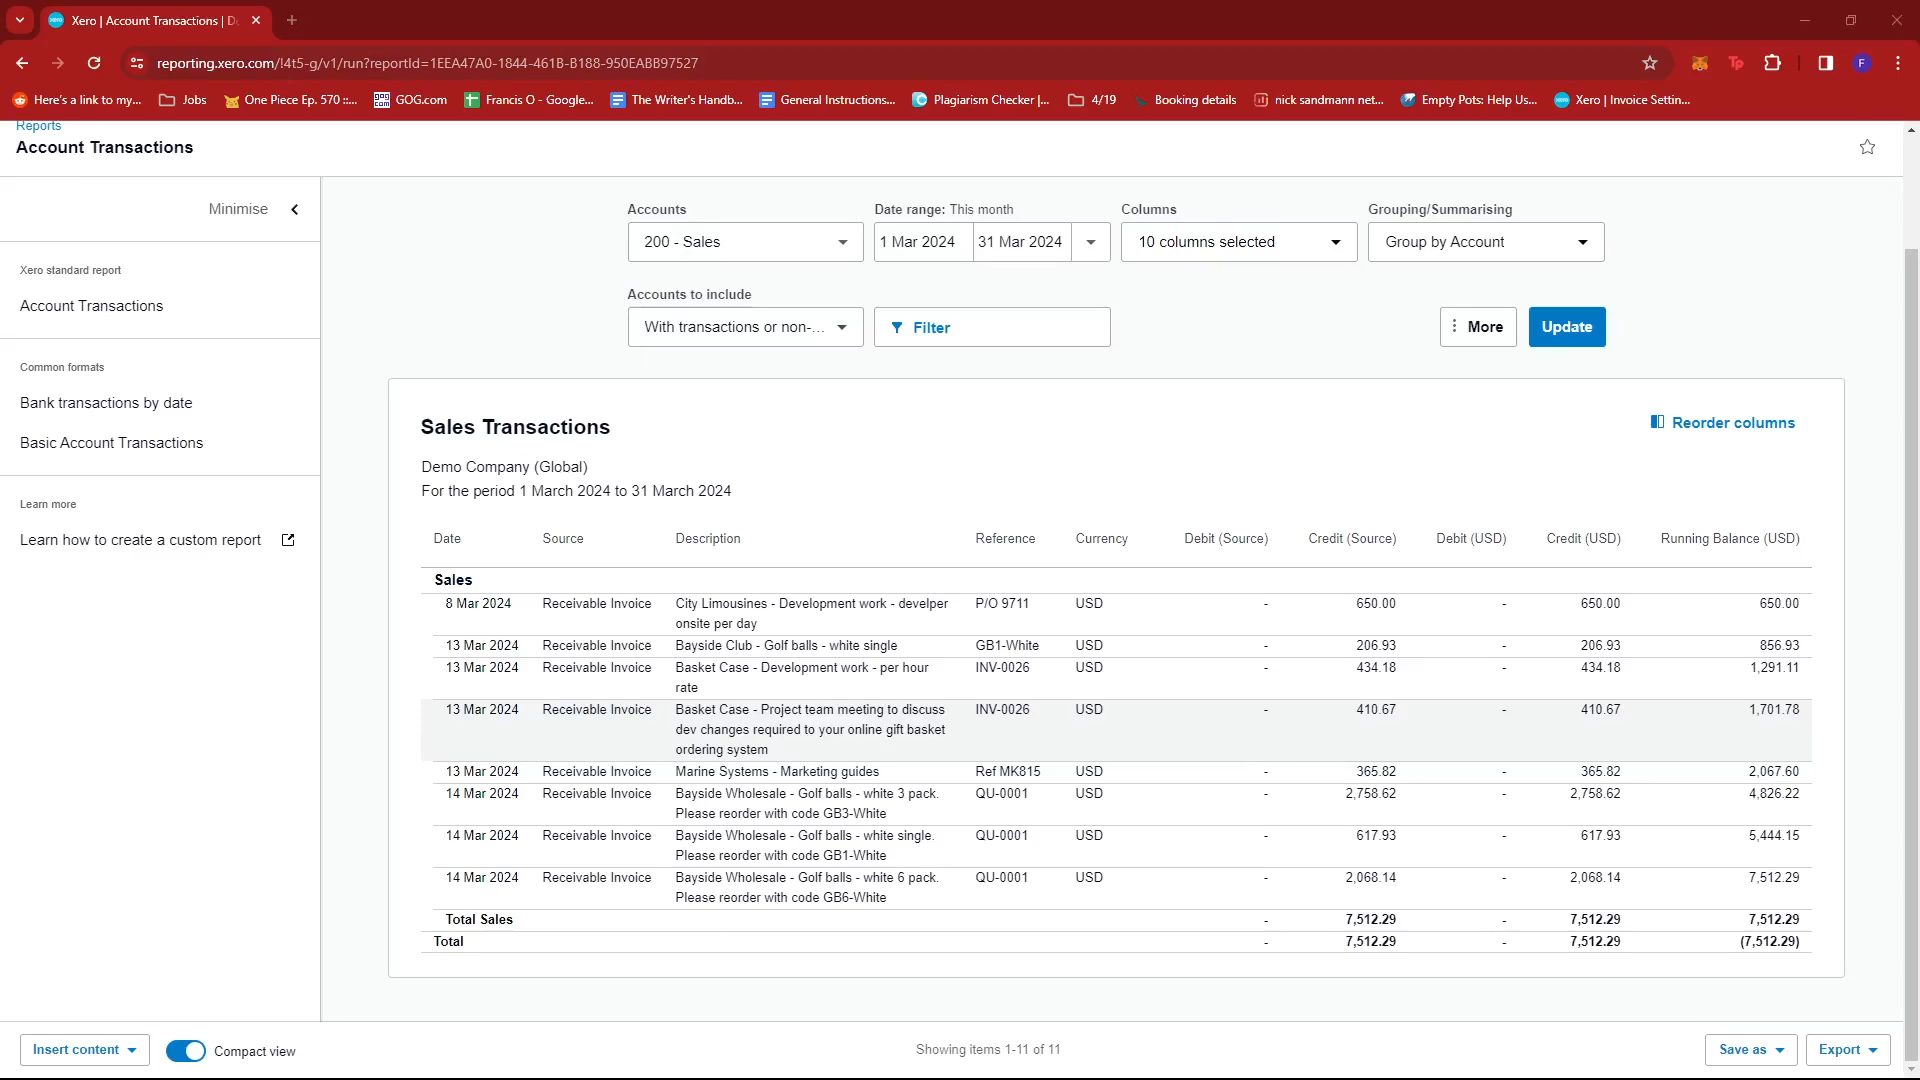 Xero | Account Transactions | D
reporting.xero.com/!4t5-g/v1/run?reportId=1EEA47A0-1844-461B-B188-950EABB97527
Tp
F
Here's a link to my...
Jobs
One Piece Ep. 570 ::...
GOG.com
Francis O - Google...
The Writer's Handb...
General Instructions...
Plagiarism Checker |...
4/19
Booking details
nick sandmann net...
Empty Pots: Help Us...
Xero | Invoice Settin...
Reports
Account Transactions
Minimise
Xero standard report
Account Transactions
Common formats
Bank transactions by date
Basic Account Transactions
Learn more
Learn how to create a custom report
Accounts
Date range: This month
Columns
Grouping/Summarising
200 - Sales
1 Mar 2024
31 Mar 2024
10 columns selected
Group by Account
Accounts to include
With transactions or non-...
Filter
More
Update
Sales Transactions
Reorder columns
Demo Company (Global)
For the period 1 March 2024 to 31 March 2024
Date Source Description Reference Currency Debit (Source) Credit (Source) Debit (USD) Credit (USD) Running Balance (USD)
Sales
8 Mar 2024 Receivable Invoice City Limousines - Development work - develper P/O 9711 USD - 650.00 - 650.00 650.00
onsite per day
13 Mar 2024 Receivable Invoice Bayside Club - Golf balls - white single GB1-White USD - 206.93 - 206.93 856.93
13 Mar 2024 Receivable Invoice Basket Case - Development work - per hour INV-0026 USD - 434.18 - 434.18 1,291.11
rate
13 Mar 2024 Receivable Invoice Basket Case - Project team meeting to discuss INV-0026 USD - 410.67 - 410.67 1,701.78
dev changes required to your online gift basket
ordering system
13 Mar 2024 Receivable Invoice Marine Systems - Marketing guides Ref MK815 USD - 365.82 - 365.82 2,067.60
14 Mar 2024 Receivable Invoice Bayside Wholesale - Golf balls - white 3 pack. QU-0001 USD - 2,758.62 - 2,758.62 4,826.22
Please reorder with code GB3-White
14 Mar 2024 Receivable Invoice Bayside Wholesale - Golf balls - white single. QU-0001 USD - 617.93 - 617.93 5,444.15
Please reorder with code GB1-White
14 Mar 2024 Receivable Invoice Bayside Wholesale - Golf balls - white 6 pack. QU-0001 USD - 2,068.14 - 2,068.14 7,512.29
Please reorder with code GB6-White
Total Sales - 7,512.29 - 7,512.29 7,512.29
Total - 7,512.29 - 7,512.29 (7,512.29)
Insert content
Compact view
Showing items 1-11 of 11
Save as
Export